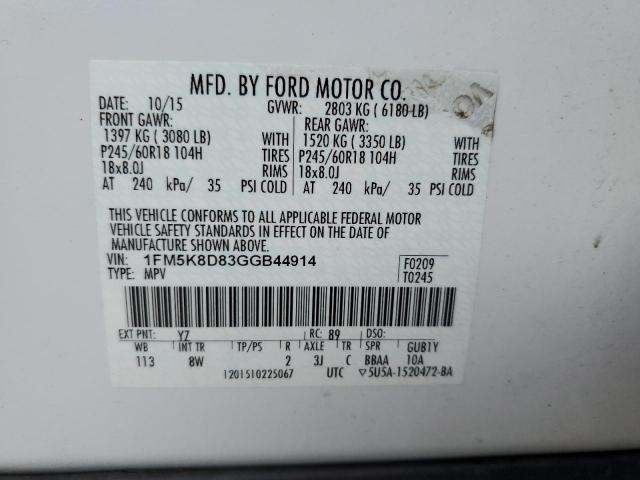 MFD. BY FORD MOTOR CO.
DATE: 10/15 GVWR: 2803 KG ( 6180 LB)
FRONT GAWR: REAR GAWR:
1397 KG ( 3080 LB) WITH 1520 KG ( 3350 LB) WITH
P245/60R18 104H TIRES P245/60R18 104H TIRES
18x8.0J RIMS 18x8.0J RIMS
AT 240 kPa/ 35 PSI COLD AT 240 kPa/ 35 PSI COLD
THIS VEHICLE CONFORMS TO ALL APPLICABLE FEDERAL MOTOR
VEHICLE SAFETY STANDARDS IN EFFECT ON THE DATE OF
MANUFACTURE SHOWN ABOVE.
VIN: 1FM5K8D83GGB44914 F0209
TYPE: MPV T0245
EXT PNT: YZ RC: 89 DSO:
WB INT TR TP/PS R AXLE TR SPR GUB1Y
113 8W 2 3J C BBAA 10A
1201510225067 UTC ▽5U5A-1520472-BA